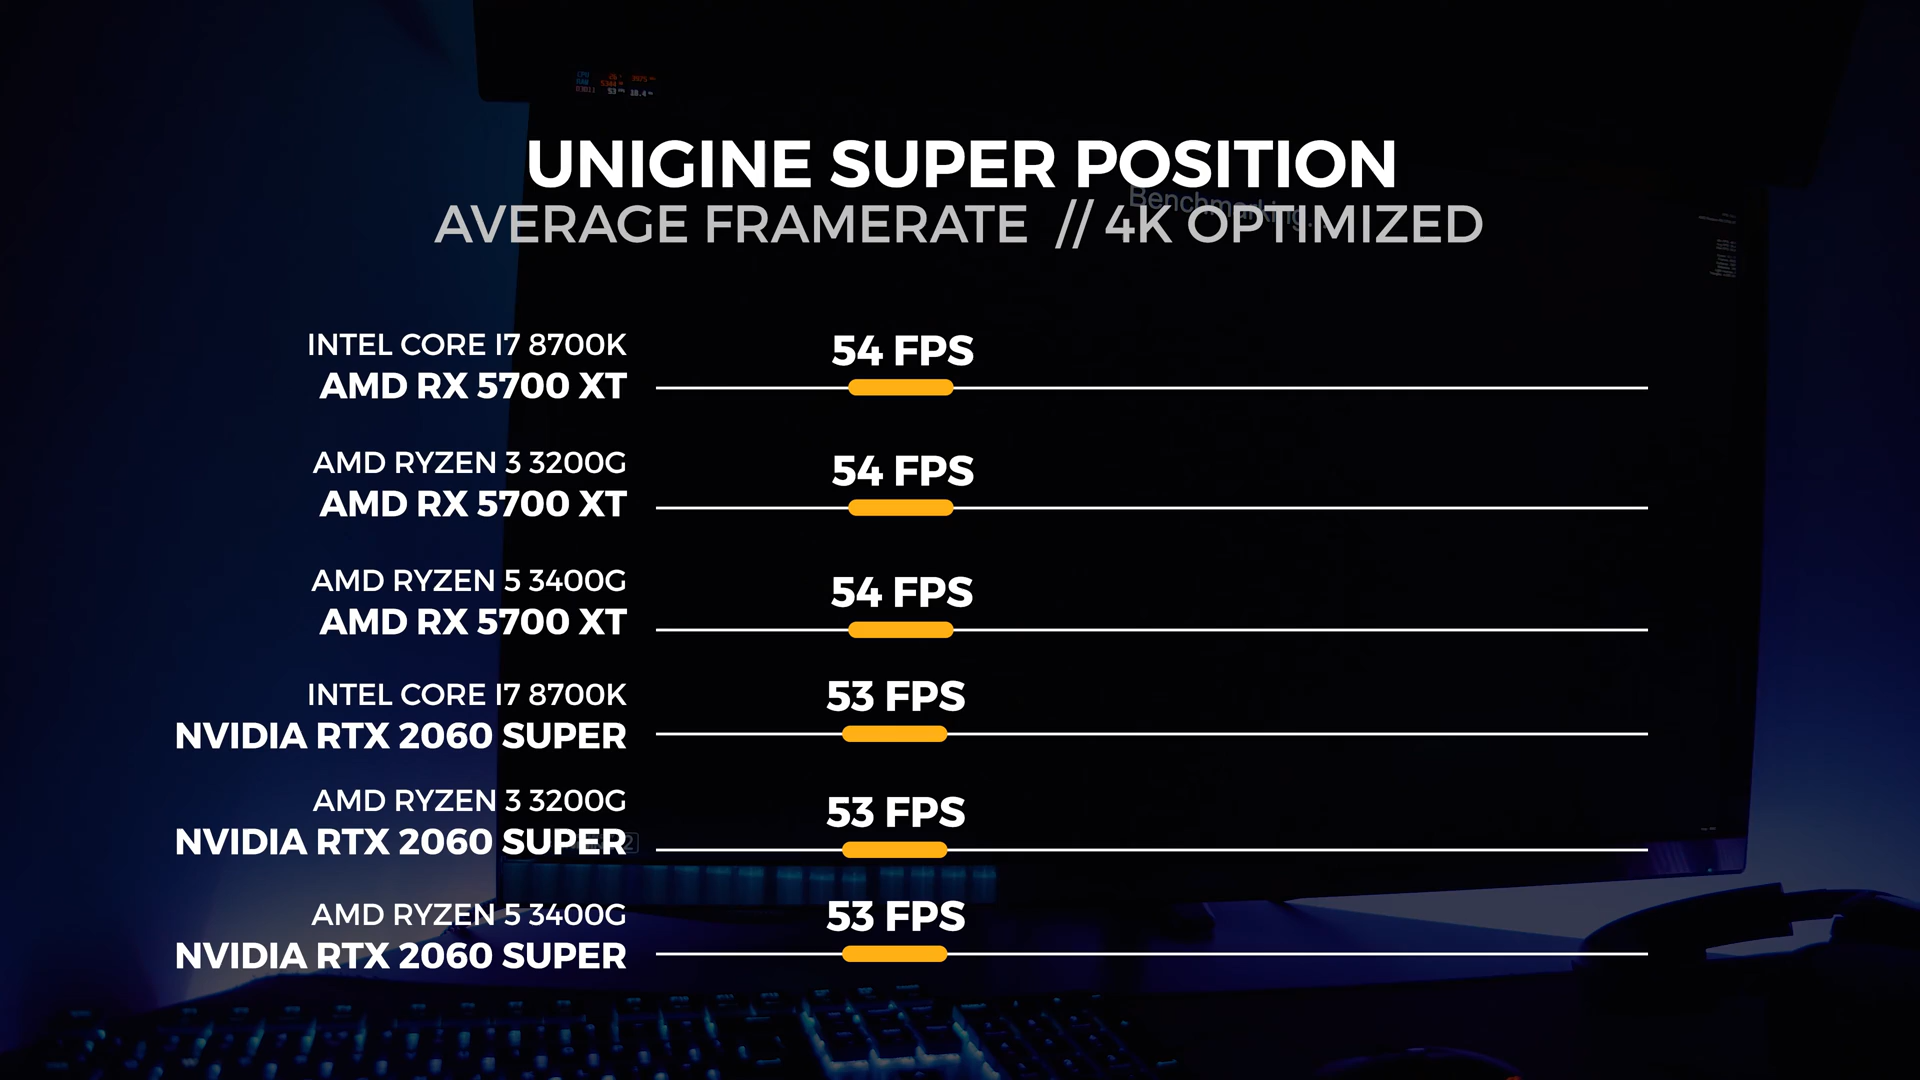 UNIGINE SUPER POSITION
Benchmarking...
AVERAGE FRAMERATE // 4K OPTIMIZED
INTEL CORE I7 8700K
54 FPS
AMD RX 5700 XT
AMD RYZEN 3 3200G
54 FPS
AMD RX 5700 XT
AMD RYZEN 5 3400G
54 FPS
AMD RX 5700 XT
INTEL CORE I7 8700K
53 FPS
NVIDIA RTX 2060 SUPER
AMD RYZEN 3 3200G
53 FPS
NVIDIA RTX 2060 SUPER
AMD RYZEN 5 3400G
53 FPS
NVIDIA RTX 2060 SUPER